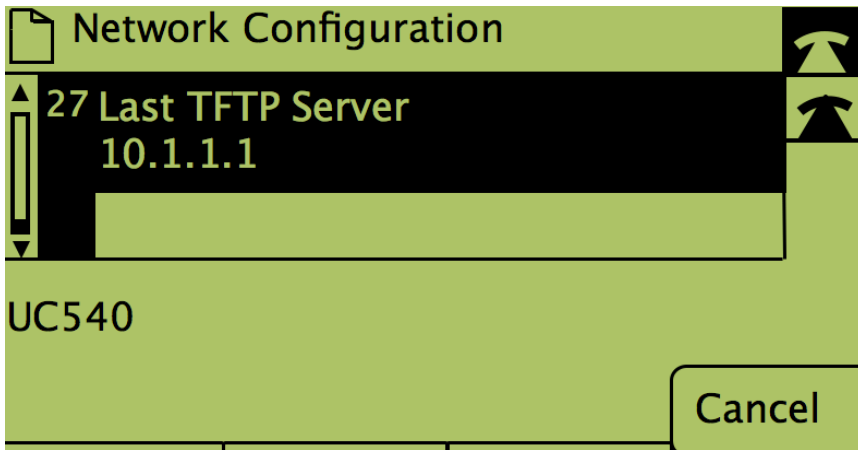 Network Configuration
27 Last TFTP Server
10.1.1.1
UC540
Cancel